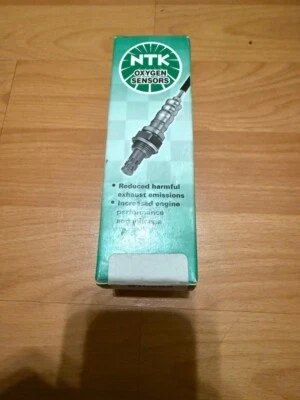 NTK
OXYGEN
SENSORS
• Reduced harmful
exhaust emissions
• Increased engine
performance